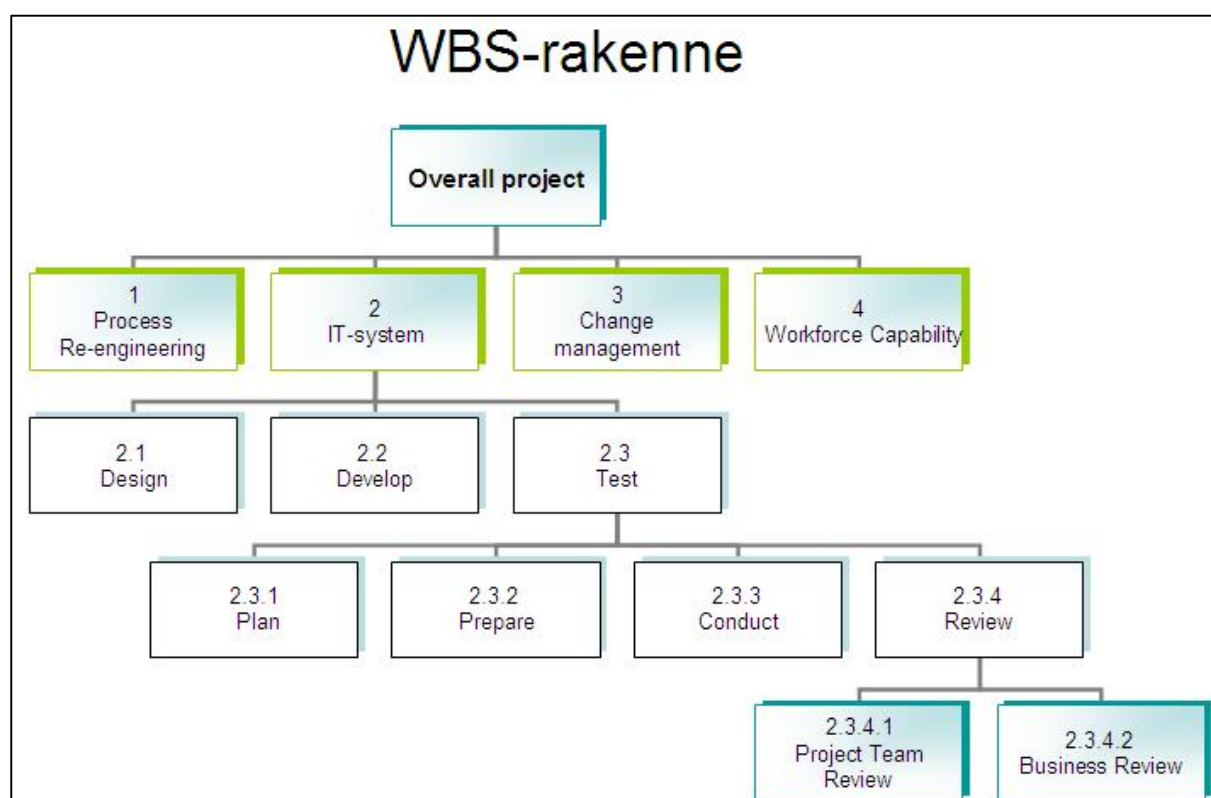 WBS-rakenne
Overall project
1
Process
Re-engineering
2
IT-system
3
Change
management
4
Workforce Capability
2.1
Design
2.2
Develop
2.3
Test
2.3.1
Plan
2.3.2
Prepare
2.3.3
Conduct
2.3.4
Review
2.3.4.1
Project Team
Review
2.3.4.2
Business Review